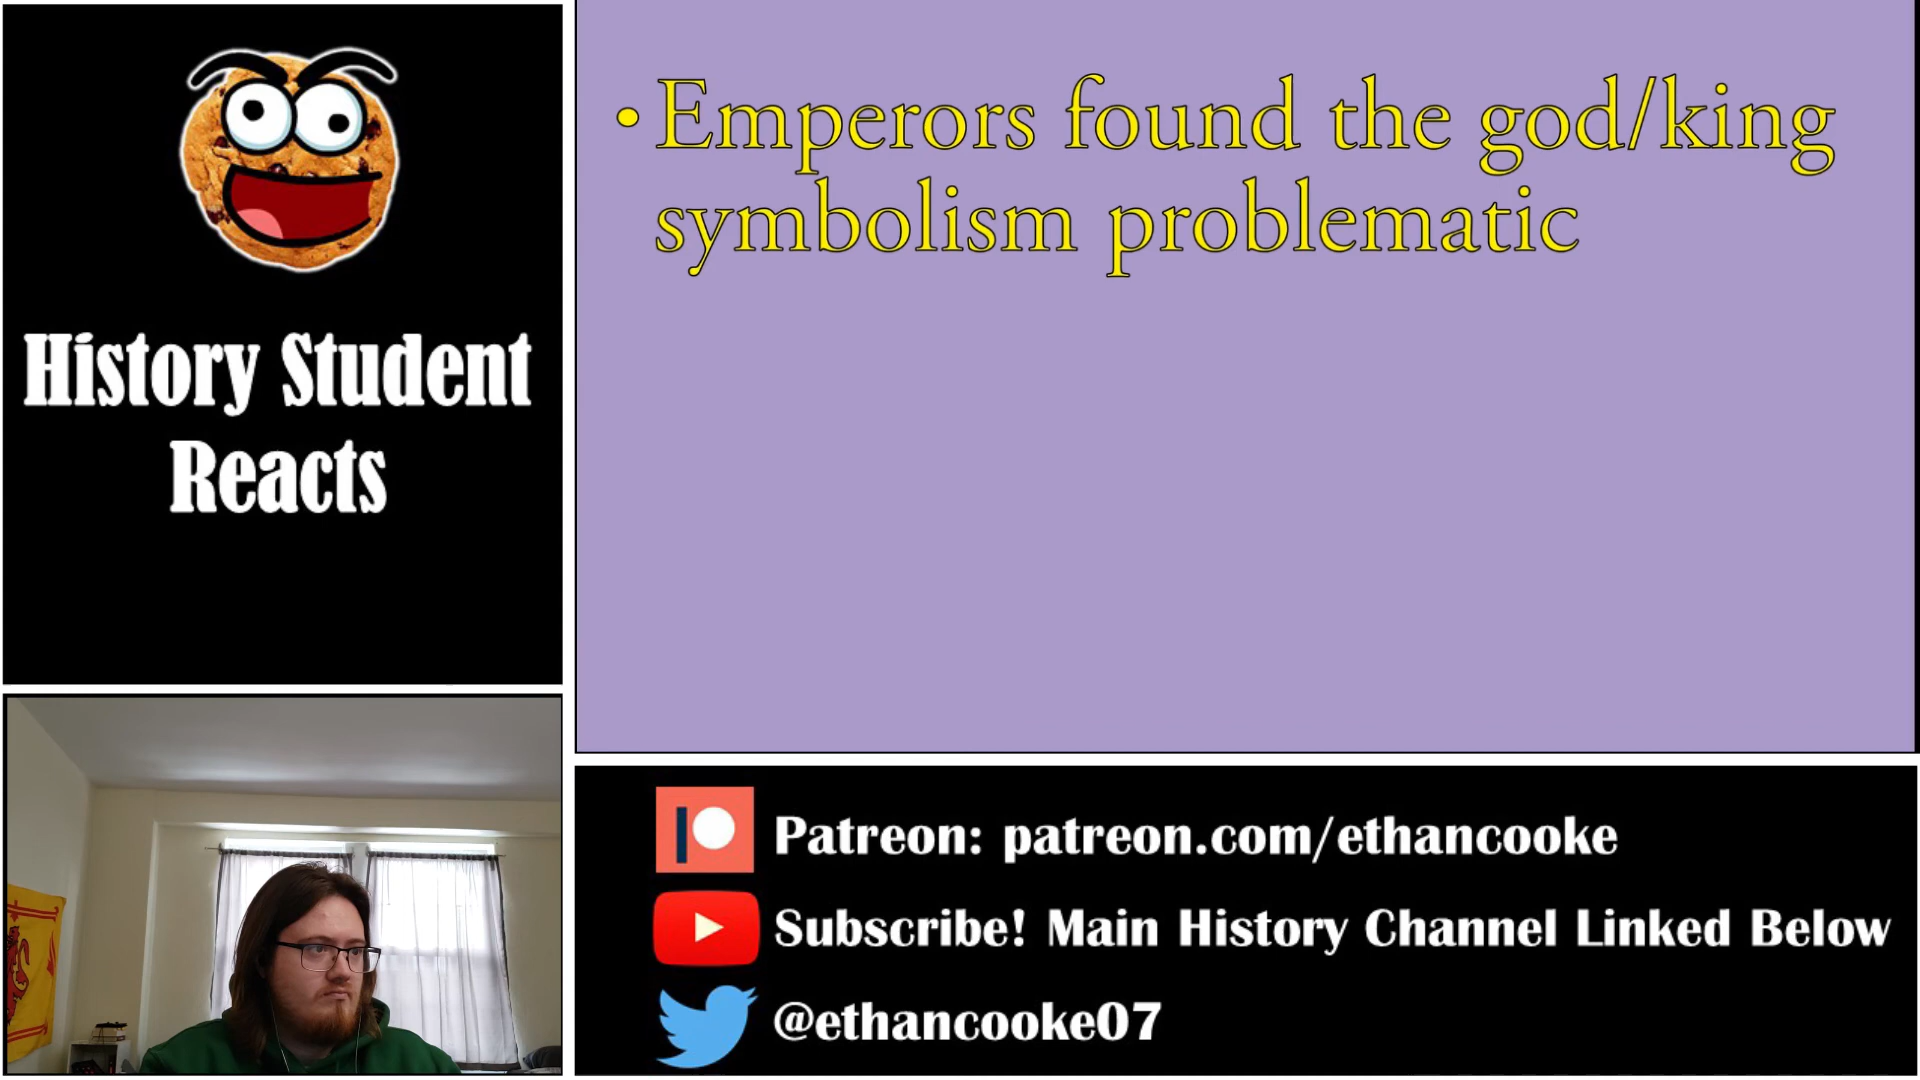 History Student
Reacts
• Emperors found the god/king
symbolism problematic
Patreon: patreon.com/ethancooke
Subscribe! Main History Channel Linked Below
@ethancooke07